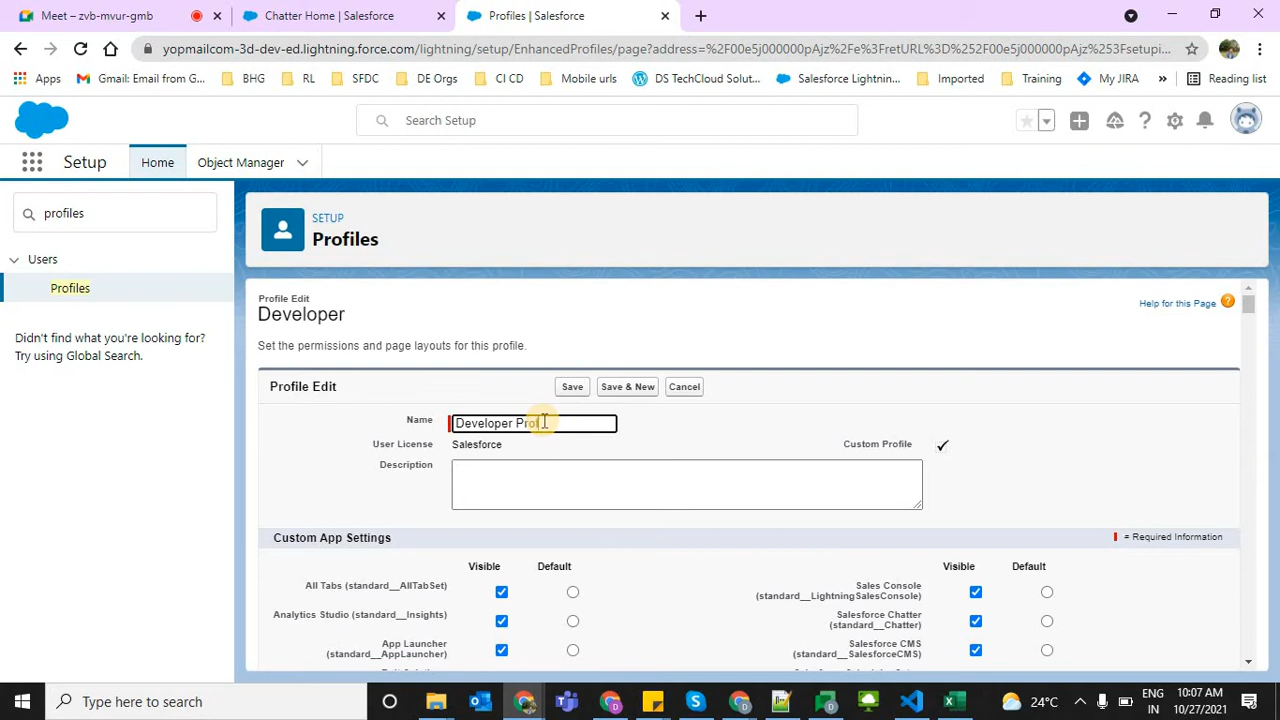 Meet – zvb-mvur-gmb
Chatter Home | Salesforce
Profiles | Salesforce
yopmailcom-3d-dev-ed.lightning.force.com/lightning/setup/EnhancedProfiles/page?address=%2F00e5j000000pAjz%2Fe%3FretURL%3D%252F00e5j000000pAjz%253Fsetupi...
Apps
Gmail: Email from G...
BHG
RL
SFDC
DE Orgs
CI CD
Mobile urls
DS TechCloud Solut...
Salesforce Lightnin...
Imported
Training
My JIRA
»
Reading list
Search Setup
Setup
Home
Object Manager
profiles
Users
Profiles
Didn't find what you're looking for?
Try using Global Search.
SETUP
Profiles
Profile Edit
Developer
Help for this Page
Set the permissions and page layouts for this profile.
Profile Edit
Save
Save & New
Cancel
Name
Developer Prof
User License
Salesforce
Custom Profile
Description
Custom App Settings
= Required Information
Visible
Default
Visible
Default
All Tabs (standard__AllTabSet)
Sales Console
(standard__LightningSalesConsole)
Analytics Studio (standard__Insights)
Salesforce Chatter
(standard__Chatter)
App Launcher
(standard__AppLauncher)
Salesforce CMS
(standard__SalesforceCMS)
Type here to search
24°C
ENG
IN
10:07 AM
10/27/2021